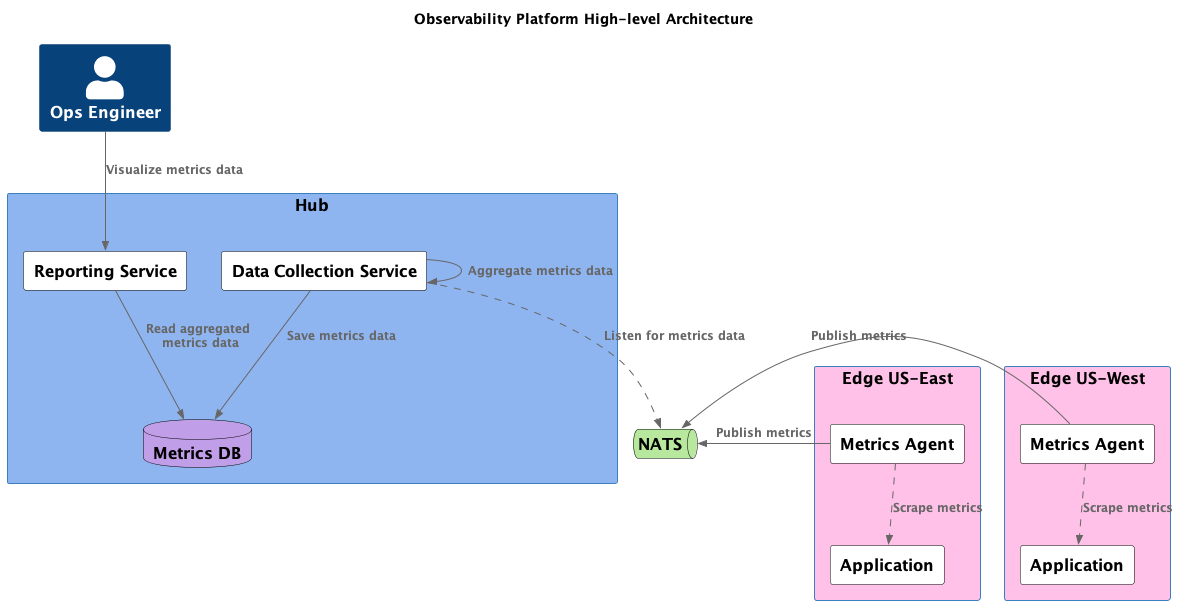 Observability Platform High-level Architecture
Ops Engineer
Visualize metrics data
Hub
Reporting Service
Data Collection Service
Aggregate metrics data
Read aggregated
metrics data
Save metrics data
Listen for metrics data
Publish metrics
Edge US-East
Edge US-West
Metrics DB
NATS
Publish metrics
Metrics Agent
Metrics Agent
Scrape metrics
Scrape metrics
Application
Application